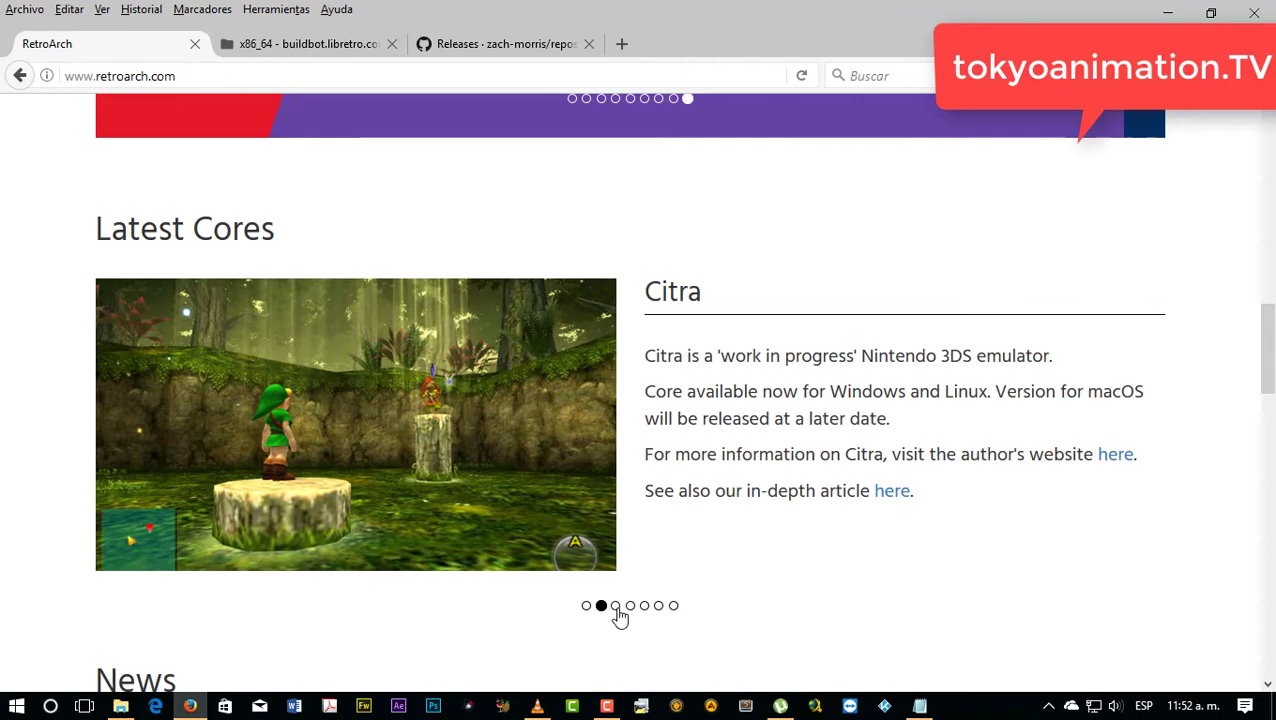 Archivo Editar Ver Historial Marcadores Herramientas Ayuda
RetroArch
x86_64 - buildbot.libretro.co
Releases · zach-morris/repos
www.retroarch.com
Buscar
tokyoanimation.TV
Latest Cores
Citra
Citra is a 'work in progress' Nintendo 3DS emulator.
Core available now for Windows and Linux. Version for macOS
will be released at a later date.
For more information on Citra, visit the author's website here.
See also our in-depth article here.
A
News
Fw Ae Ps
ESP 11:52 a. m.